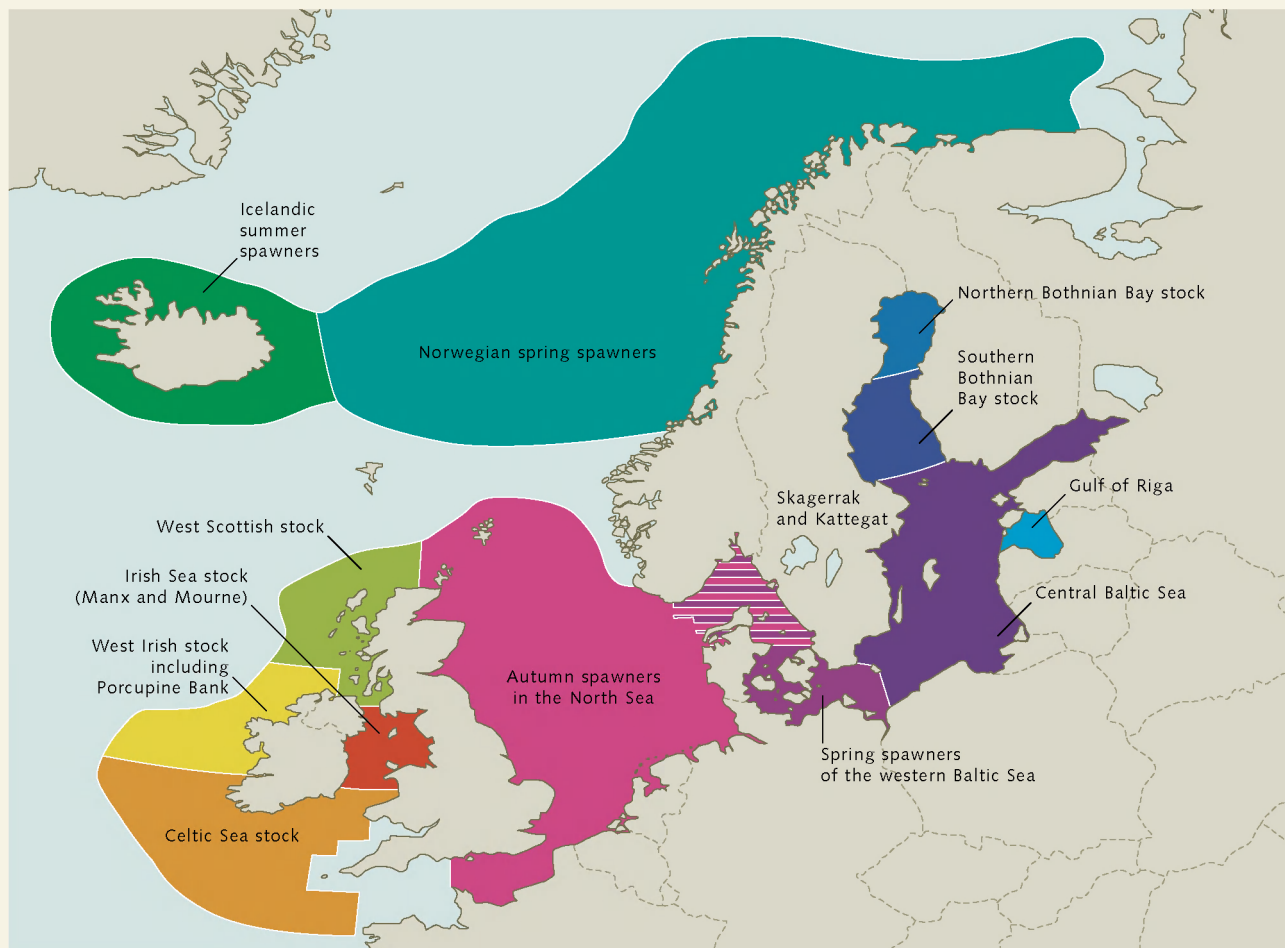 Icelandic
summer
spawners
Norwegian spring spawners
Northern Bothnian Bay stock
Southern
Bothnian
Bay stock
Skagerrak
and Kattegat
Gulf of Riga
West Scottish stock
Irish Sea stock
(Manx and Mourne)
Central Baltic Sea
West Irish stock
including
Porcupine Bank
Autumn spawners
in the North Sea
Spring spawners
of the western Baltic Sea
Celtic Sea stock